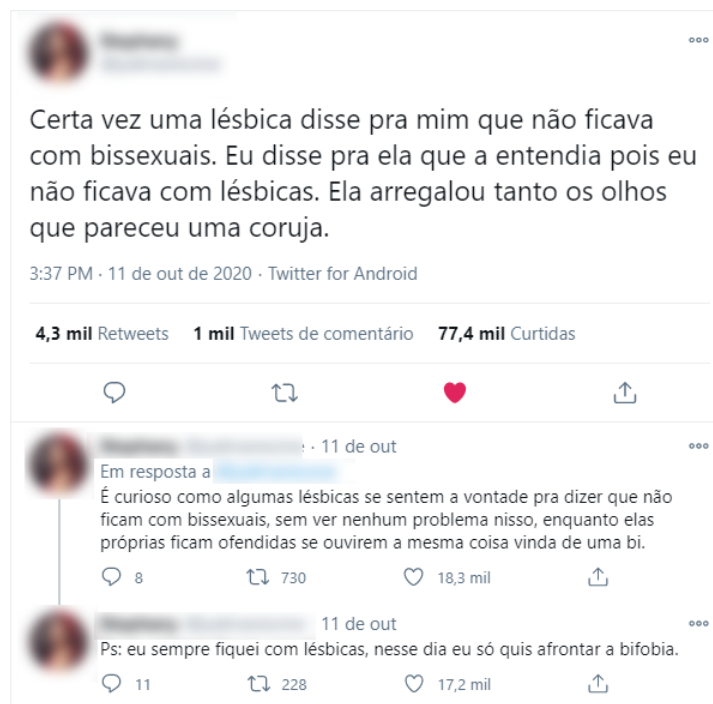 Certa vez uma lésbica disse pra mim que não ficava
com bissexuais. Eu disse pra ela que a entendia pois eu
não ficava com lésbicas. Ela arregalou tanto os olhos
que pareceu uma coruja.
3:37 PM · 11 de out de 2020 · Twitter for Android
4,3 mil Retweets 1 mil Tweets de comentário 77,4 mil Curtidas
· 11 de out
Em resposta a
É curioso como algumas lésbicas se sentem a vontade pra dizer que não
ficam com bissexuais, sem ver nenhum problema nisso, enquanto elas
próprias ficam ofendidas se ouvirem a mesma coisa vinda de uma bi.
8 730 18,3 mil
11 de out
Ps: eu sempre fiquei com lésbicas, nesse dia eu só quis afrontar a bifobia.
11 228 17,2 mil